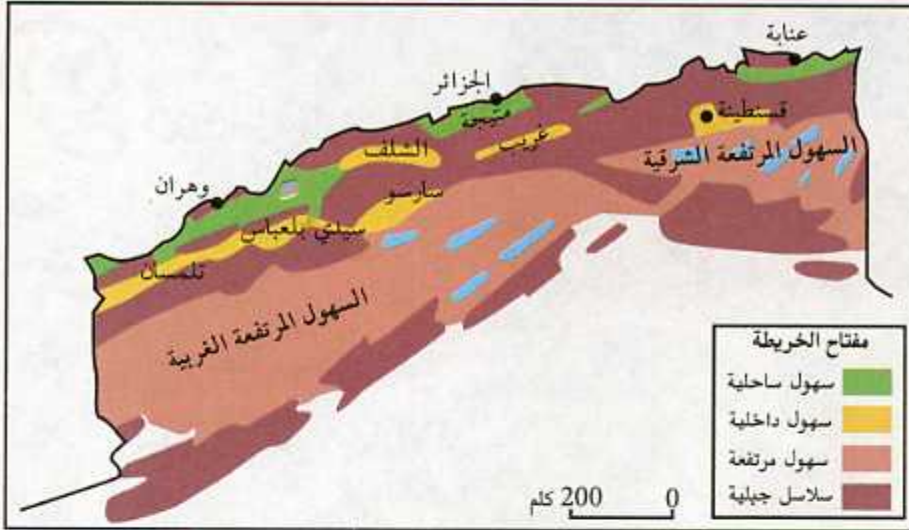 عنابة
الجزائر
متيجة
قسنطينة
غريب
الشلف
السهول المرتفعة الشرقية
سارسو
وهران
سيدي بلعباس
تلمسان
السهول المرتفعة الغربية
مفتاح الخريطة
سهول ساحلية
سهول داخلية
سهول مرتفعة
سلاسل جبلية
0 200 كلم